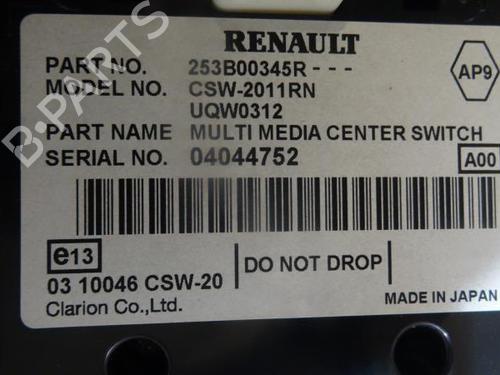 RENAULT
PART NO. 253B00345R---
MODEL NO. CSW-2011RN
UQW0312
PART NAME MULTI MEDIA CENTER SWITCH
SERIAL NO. 04044752
AP9
A00
e13
03 10046 CSW-20
Clarion Co.,Ltd.
DO NOT DROP
MADE IN JAPAN
B-PARTS